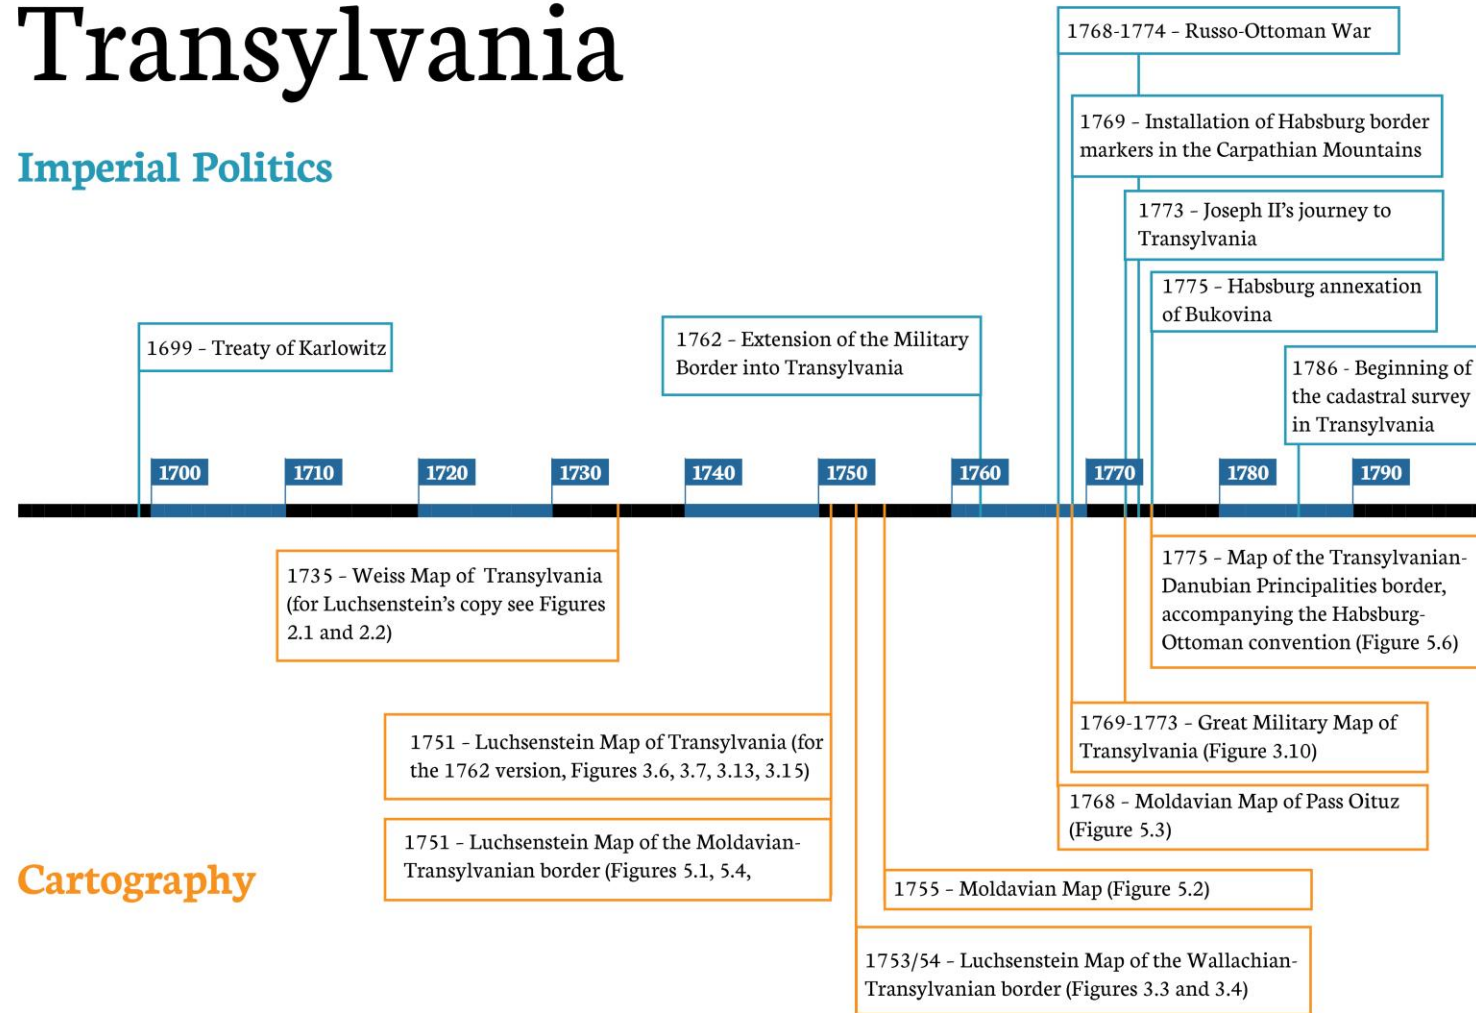 Transylvania
Imperial Politics
1768-1774 – Russo-Ottoman War
1769 – Installation of Habsburg border
markers in the Carpathian Mountains
1773 – Joseph II's journey to
Transylvania
1775 – Habsburg annexation
of Bukovina
1699 – Treaty of Karlowitz
1762 – Extension of the Military
Border into Transylvania
1786 - Beginning of
the cadastral survey
in Transylvania
1700
1710
1720
1730
1740
1750
1760
1770
1780
1790
1735 – Weiss Map of Transylvania
(for Luchsenstein's copy see Figures
2.1 and 2.2)
1775 – Map of the Transylvanian-
Danubian Principalities border,
accompanying the Habsburg-
Ottoman convention (Figure 5.6)
1751 – Luchsenstein Map of Transylvania (for
the 1762 version, Figures 3.6, 3.7, 3.13, 3.15)
1769-1773 – Great Military Map of
Transylvania (Figure 3.10)
1768 – Moldavian Map of Pass Oituz
(Figure 5.3)
1751 – Luchsenstein Map of the Moldavian-
Transylvanian border (Figures 5.1, 5.4,
Cartography
1755 – Moldavian Map (Figure 5.2)
1753/54 – Luchsenstein Map of the Wallachian-
Transylvanian border (Figures 3.3 and 3.4)